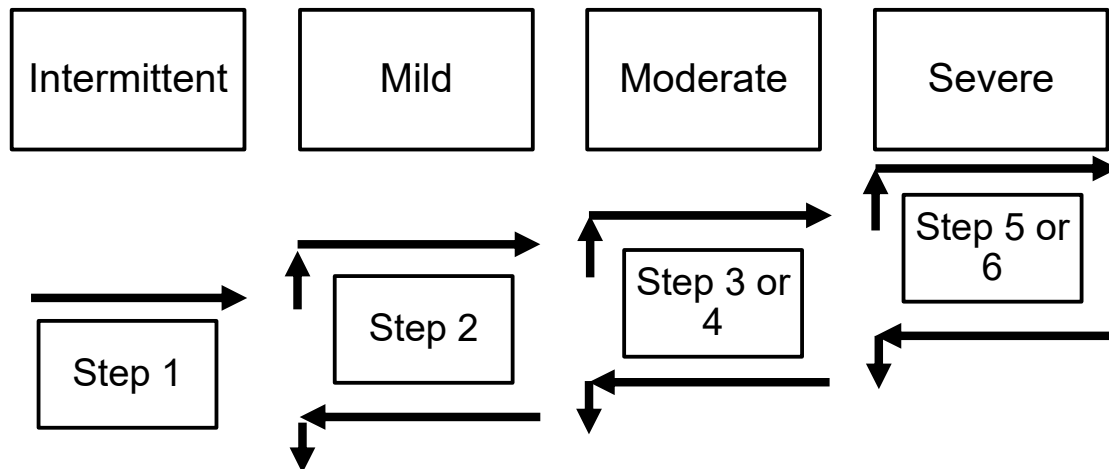 Intermittent
Mild
Moderate
Severe
Step 1
Step 2
Step 3 or
4
Step 5 or
6